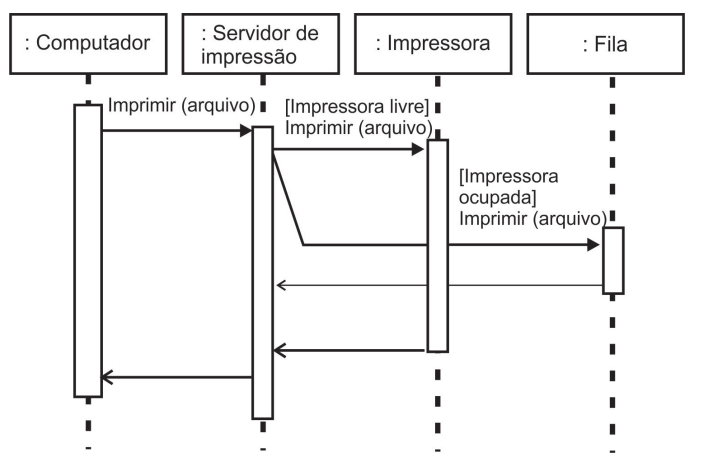 : Computador
: Servidor de
impressão
: Impressora
: Fila
Imprimir (arquivo)
[Impressora livre]
Imprimir (arquivo)
[Impressora
ocupada]
Imprimir (arquivo)